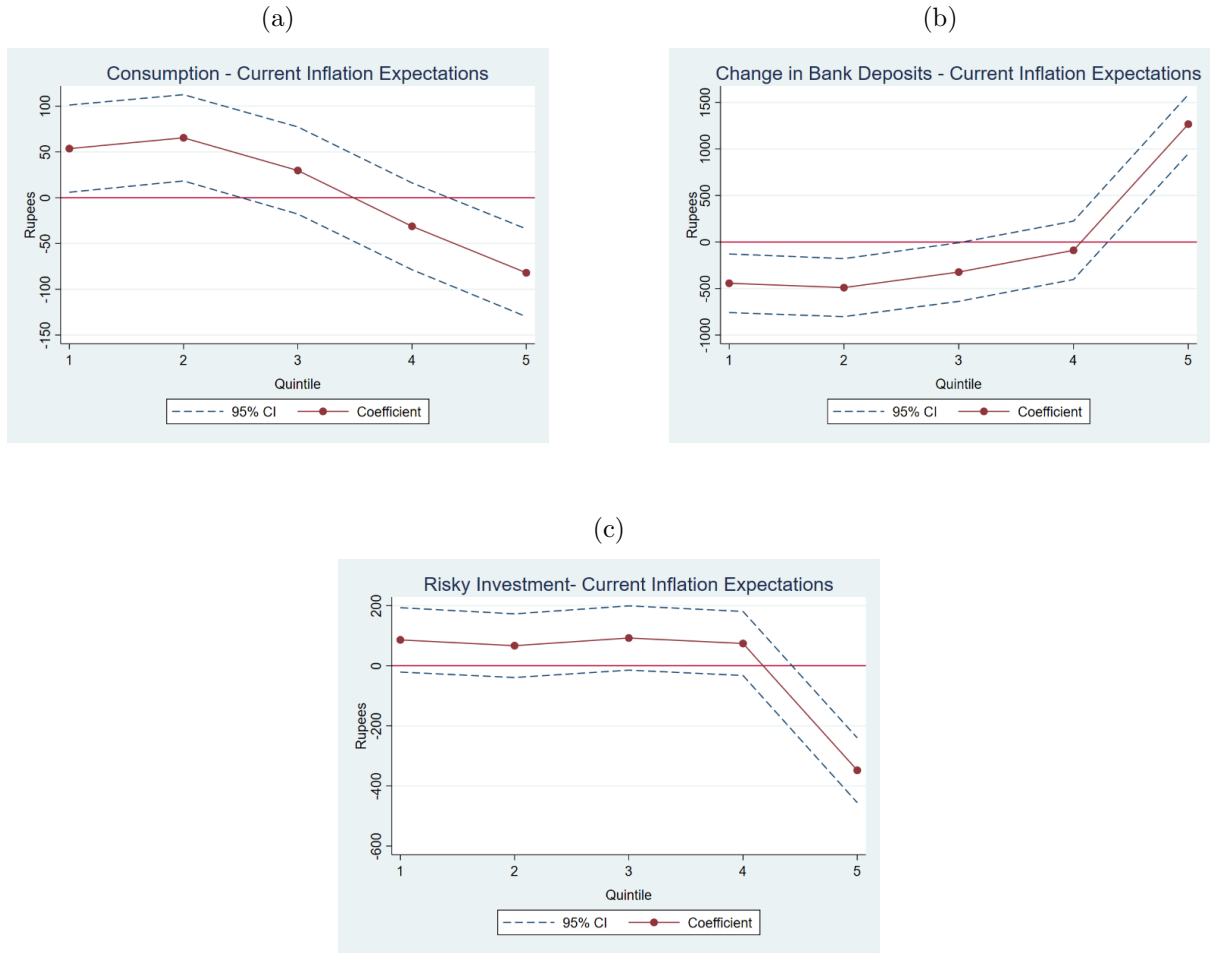 (a)
Consumption - Current Inflation Expectations
100
50
0
-50
-100
-150
Rupees
1 2 3 4 5
Quintile
95% CI Coefficient
(b)
Change in Bank Deposits - Current Inflation Expectations
1500
1000
500
0
-500
-1000
Rupees
1 2 3 4 5
Quintile
95% CI Coefficient
(c)
Risky Investment- Current Inflation Expectations
200
0
-200
-400
-600
Rupees
1 2 3 4 5
Quintile
95% CI Coefficient